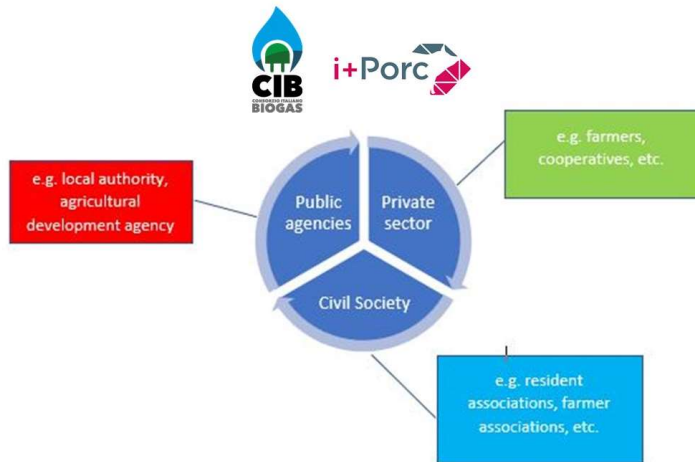 CIB
CONSORZIO ITALIANO
BIOGAS
i+Porc
e.g. farmers,
cooperatives, etc.
e.g. local authority,
agricultural
development agency
Public
agencies
Private
sector
Civil Society
e.g. resident
associations, farmer
associations, etc.